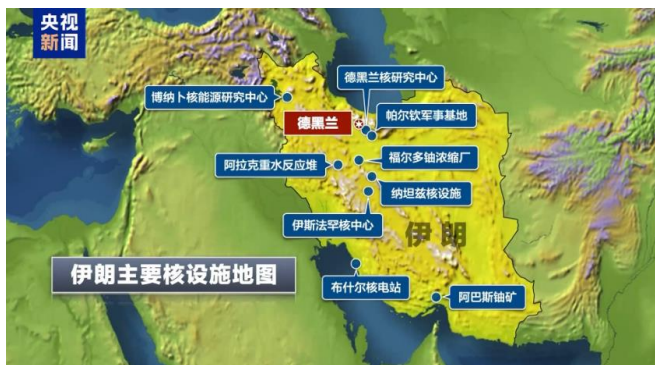 央视
新闻
德黑兰核研究中心
博纳卜核能源研究中心
帕尔钦军事基地
德黑兰
福尔多铀浓缩厂
阿拉克重水反应堆
纳坦兹核设施
伊斯法罕核中心
伊朗
伊朗主要核设施地图
布什尔核电站
阿巴斯铀矿